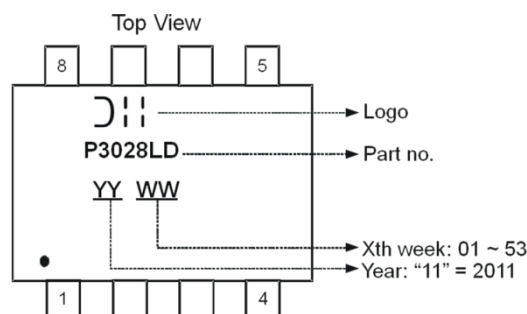 Top View
8
5
Logo
P3028LD
Part no.
YY WW
Xth week: 01 ~ 53
Year: “11” = 2011
1
4